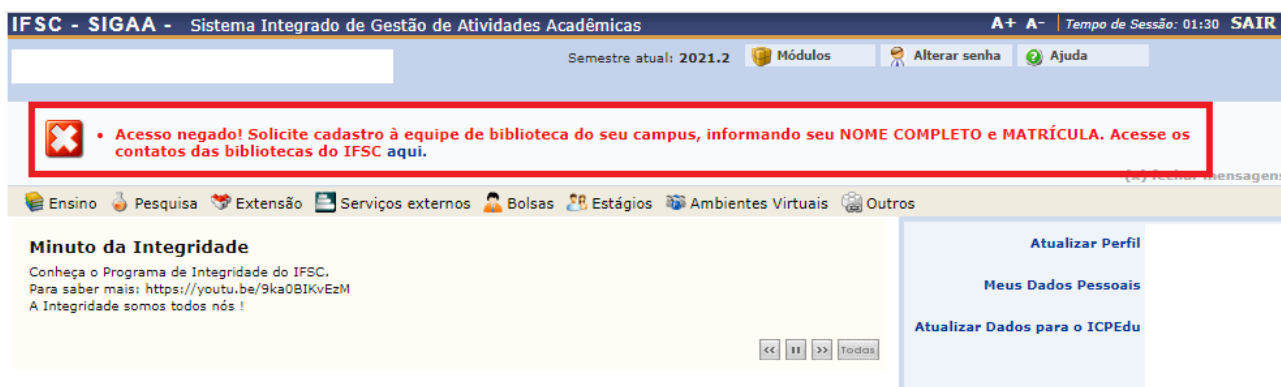 IFSC - SIGAA - Sistema Integrado de Gestão de Atividades Acadêmicas A+ A- Tempo de Sessão: 01:30 SAIR
Semestre atual: 2021.2 Módulos Alterar senha Ajuda
• Acesso negado! Solicite cadastro à equipe de biblioteca do seu campus, informando seu NOME COMPLETO e MATRÍCULA. Acesse os
contatos das bibliotecas do IFSC aqui.
(x) fechar mensagens
Ensino Pesquisa Extensão Serviços externos Bolsas Estágios Ambientes Virtuais Outros
Minuto da Integridade
Conheça o Programa de Integridade do IFSC.
Para saber mais: https://youtu.be/9ka0BIKvEzM
A Integridade somos todos nós !
<< II >> Todas
Atualizar Perfil
Meus Dados Pessoais
Atualizar Dados para o ICPEdu